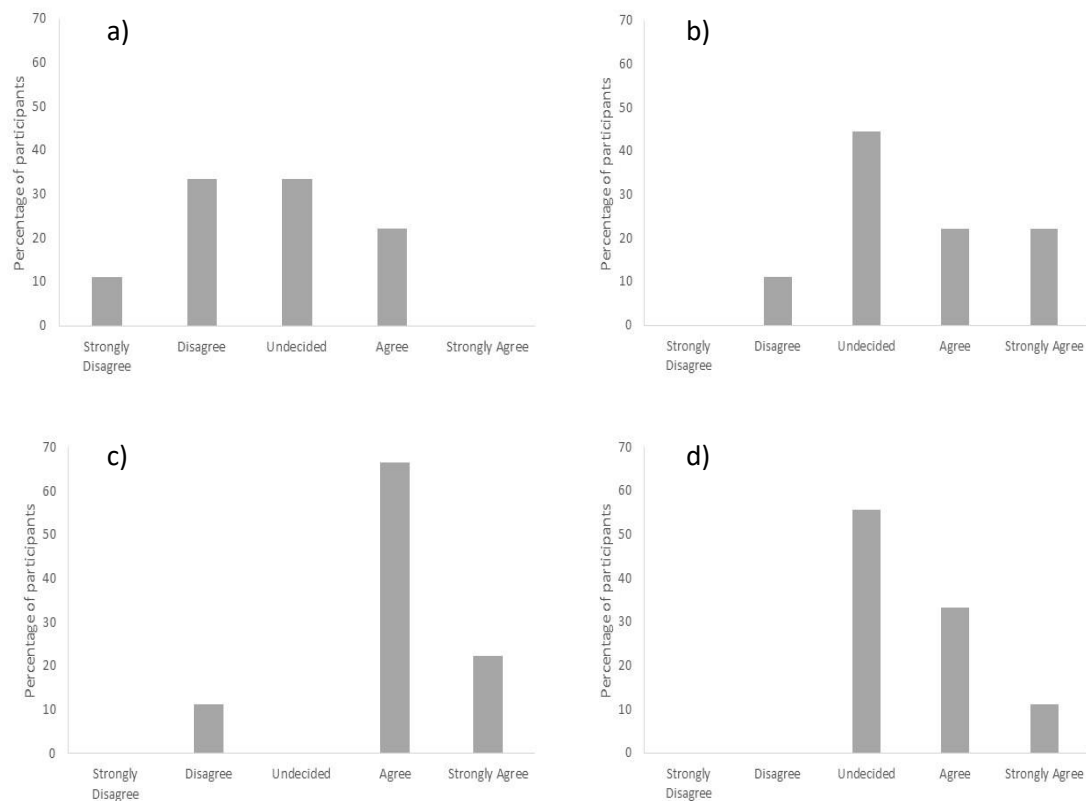 a)
Percentage of participants
70
60
50
40
30
20
10
0
Strongly
Disagree
Disagree
Undecided
Agree
Strongly Agree
b)
Percentage of participants
70
60
50
40
30
20
10
0
Strongly
Disagree
Disagree
Undecided
Agree
Strongly Agree
c)
Percentage of participants
70
60
50
40
30
20
10
0
Strongly
Disagree
Disagree
Undecided
Agree
Strongly Agree
d)
Percentage of participants
70
60
50
40
30
20
10
0
Strongly
Disagree
Disagree
Undecided
Agree
Strongly Agree